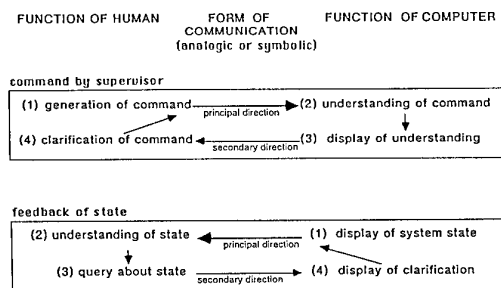 FUNCTION OF HUMAN FORM OF COMMUNICATION (analogic or symbolic) FUNCTION OF COMPUTER
command by supervisor
(1) generation of command principal direction (2) understanding of command
(4) clarification of command secondary direction (3) display of understanding
feedback of state
(2) understanding of state principal direction (1) display of system state
(3) query about state secondary direction (4) display of clarification